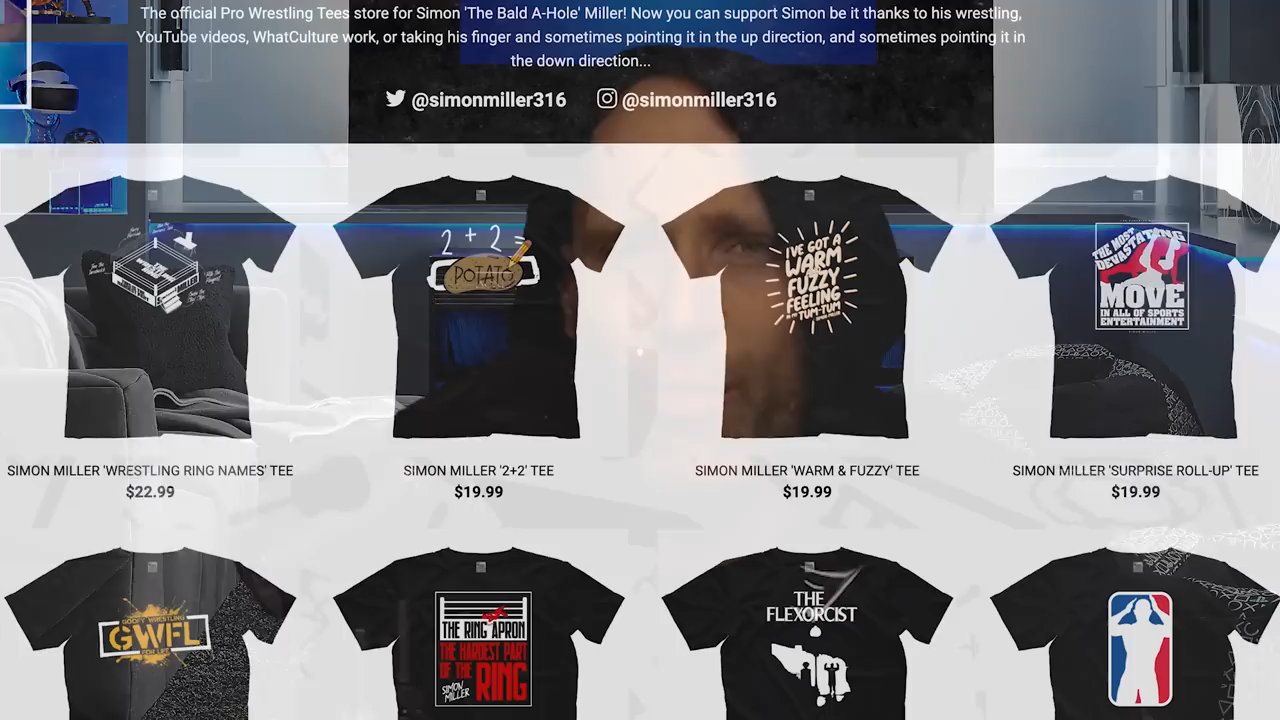 The official Pro Wrestling Tees store for Simon 'The Bald A-Hole' Miller! Now you can support Simon be it thanks to his wrestling,
YouTube videos, WhatCulture work, or taking his finger and sometimes pointing it in the up direction, and sometimes pointing it in
the down direction...
@simonmiller316 @simonmiller316
2 + 2 =
POTATO
I'VE GOT A
WARM
FUZZY
FEELING
IN MY TUM-TUM
THE MOST
DEVASTATING
MOVE
IN ALL OF SPORTS
ENTERTAINMENT
SIMON MILLER 'WRESTLING RING NAMES' TEE
$22.99
SIMON MILLER '2+2' TEE
$19.99
SIMON MILLER 'WARM & FUZZY' TEE
$19.99
SIMON MILLER 'SURPRISE ROLL-UP' TEE
$19.99
GOOFY WRESTLING
GWFL
FOR LIFE
THE RING APRON
THE HARDEST PART
OF THE RING
SIMON
MILLER
THE
FLEXORCIST